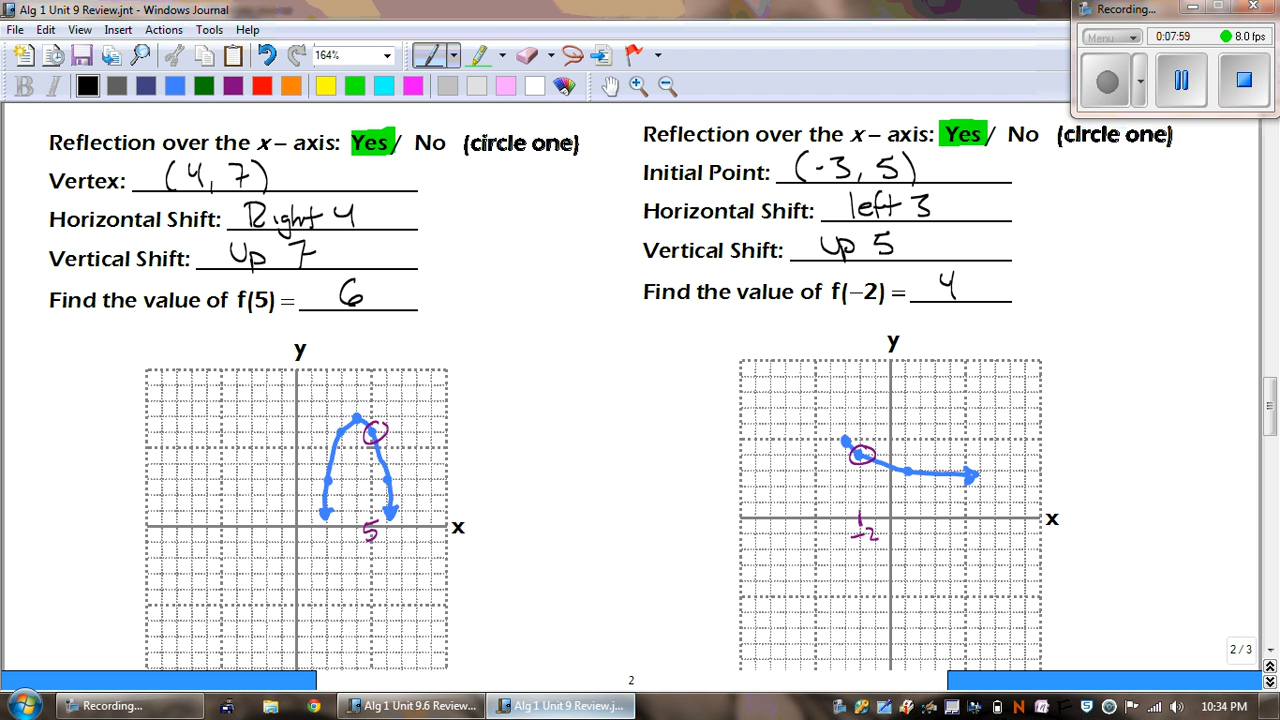 Alg 1 Unit 9 Review.jnt - Windows Journal
Recording...
File Edit View Insert Actions Tools Help
Menu 0:07:59 8.0 fps
164%
B I
Reflection over the x – axis: Yes / No (circle one)
Vertex: (4, 7)
Horizontal Shift: Right 4
Vertical Shift: Up 7
Find the value of f(5) = 6
y
x
5
Reflection over the x – axis: Yes / No (circle one)
Initial Point: (-3, 5)
Horizontal Shift: left 3
Vertical Shift: up 5
Find the value of f(−2) = 4
y
x
-2
2 / 3
2
Recording... Alg 1 Unit 9.6 Review... Alg 1 Unit 9 Review.j... 10:34 PM